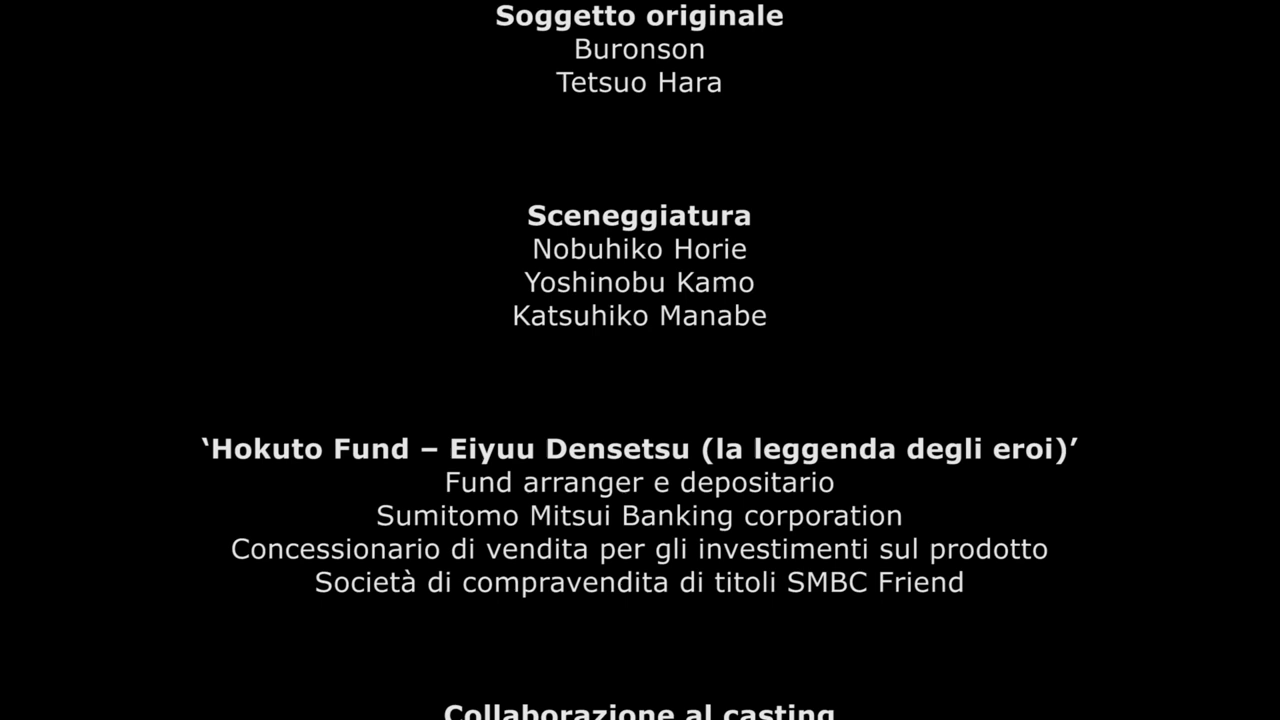 Soggetto originale
Buronson
Tetsuo Hara
Sceneggiatura
Nobuhiko Horie
Yoshinobu Kamo
Katsuhiko Manabe
‘Hokuto Fund – Eiyuu Densetsu (la leggenda degli eroi)’
Fund arranger e depositario
Sumitomo Mitsui Banking corporation
Concessionario di vendita per gli investimenti sul prodotto
Società di compravendita di titoli SMBC Friend
Collaborazione al casting